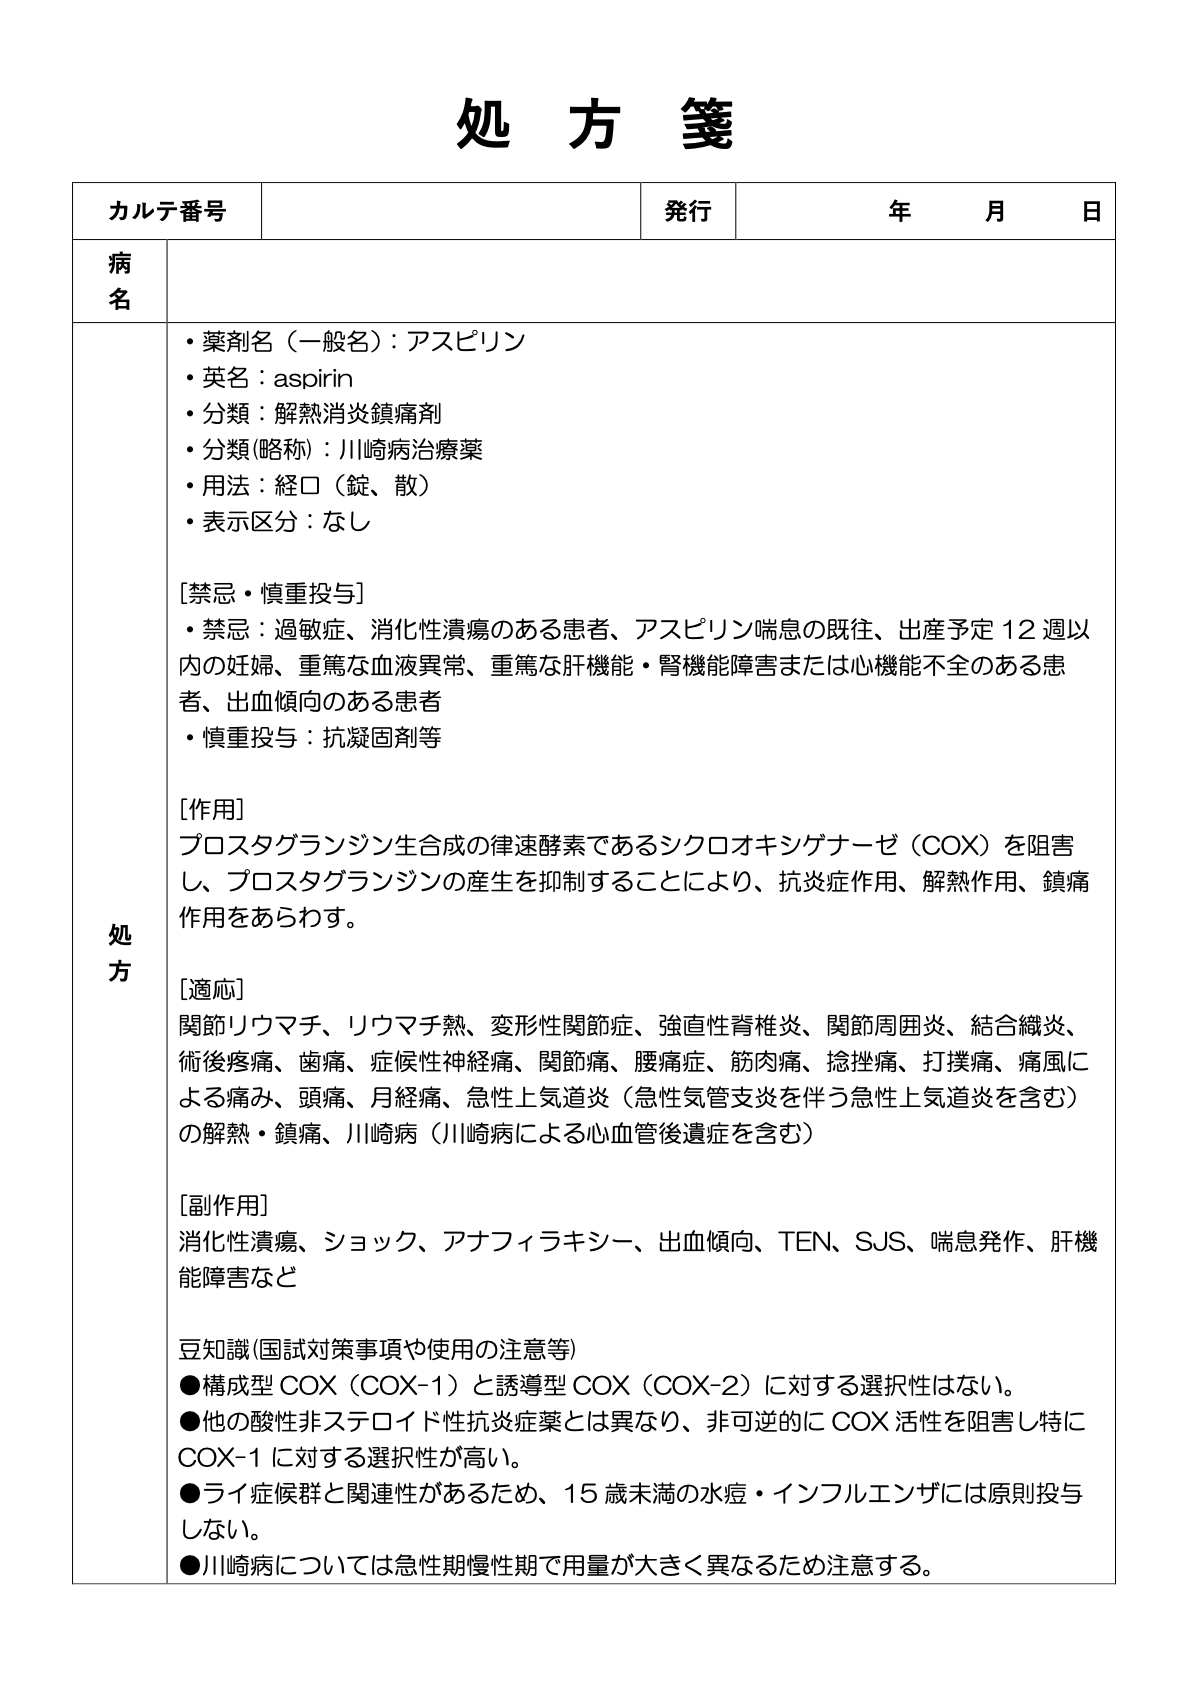 処 方 箋
カルテ番号 発行 年 月 日
病
名
・薬剤名（一般名）：アスピリン
・英名：aspirin
・分類：解熱消炎鎮痛剤
・分類(略称)：川崎病治療薬
・用法：経口（錠、散）
・表示区分：なし
[禁忌・慎重投与]
・禁忌：過敏症、消化性潰瘍のある患者、アスピリン喘息の既往、出産予定 12 週以
内の妊婦、重篤な血液異常、重篤な肝機能・腎機能障害または心機能不全のある患
者、出血傾向のある患者
・慎重投与：抗凝固剤等
[作用]
プロスタグランジン生合成の律速酵素であるシクロオキシゲナーゼ（COX）を阻害
し、プロスタグランジンの産生を抑制することにより、抗炎症作用、解熱作用、鎮痛
作用をあらわす。
処
方
[適応]
関節リウマチ、リウマチ熱、変形性関節症、強直性脊椎炎、関節周囲炎、結合織炎、
術後疼痛、歯痛、症候性神経痛、関節痛、腰痛症、筋肉痛、捻挫痛、打撲痛、痛風に
よる痛み、頭痛、月経痛、急性上気道炎（急性気管支炎を伴う急性上気道炎を含む）
の解熱・鎮痛、川崎病（川崎病による心血管後遺症を含む）
[副作用]
消化性潰瘍、ショック、アナフィラキシー、出血傾向、TEN、SJS、喘息発作、肝機
能障害など
豆知識(国試対策事項や使用の注意等)
●構成型 COX（COX-1）と誘導型 COX（COX-2）に対する選択性はない。
●他の酸性非ステロイド性抗炎症薬とは異なり、非可逆的に COX 活性を阻害し特に
COX-1 に対する選択性が高い。
●ライ症候群と関連性があるため、15 歳未満の水痘・インフルエンザには原則投与
しない。
●川崎病については急性期慢性期で用量が大きく異なるため注意する。